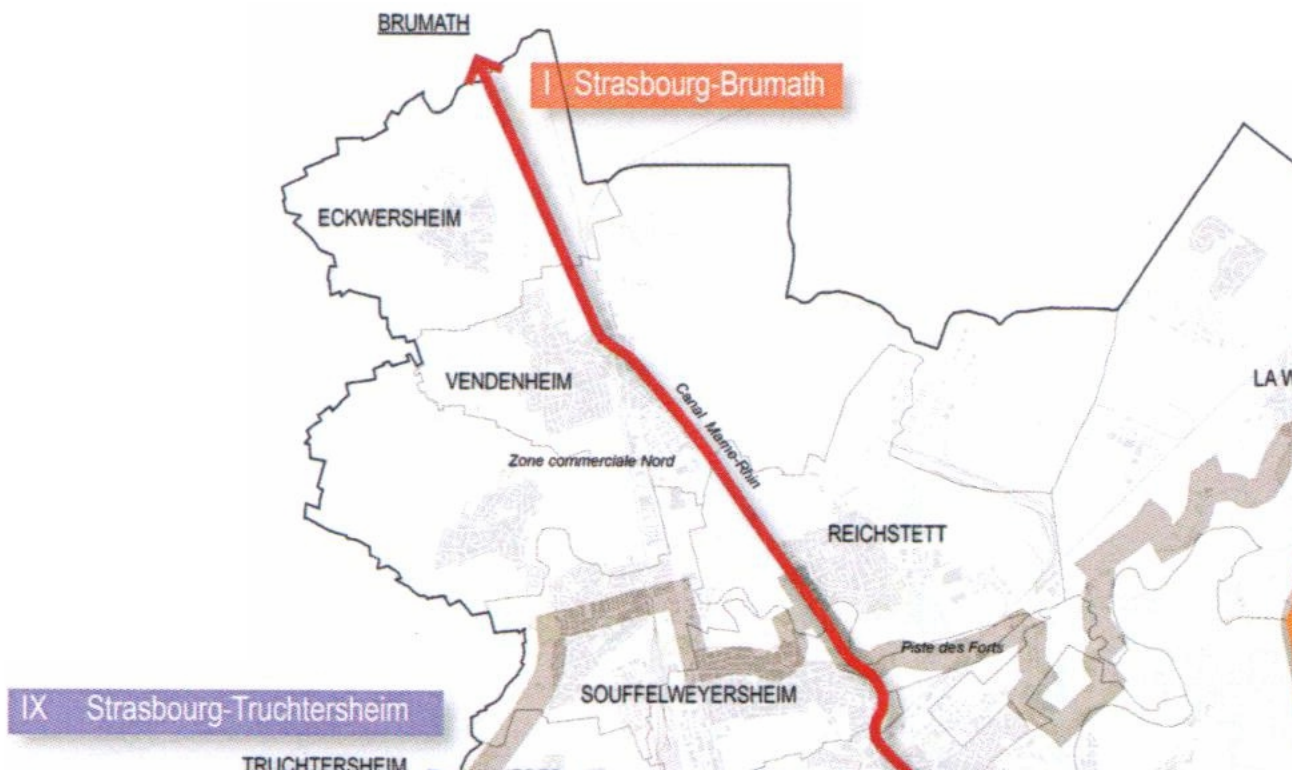 BRUMATH
I Strasbourg-Brumath
ECKWERSHEIM
VENDENHEIM
LA W
Canal Marne-Rhin
Zone commerciale Nord
REICHSTETT
Piste des Forts
SOUFFELWEYERSHEIM
IX Strasbourg-Truchtersheim
TRUCHTERSHEIM